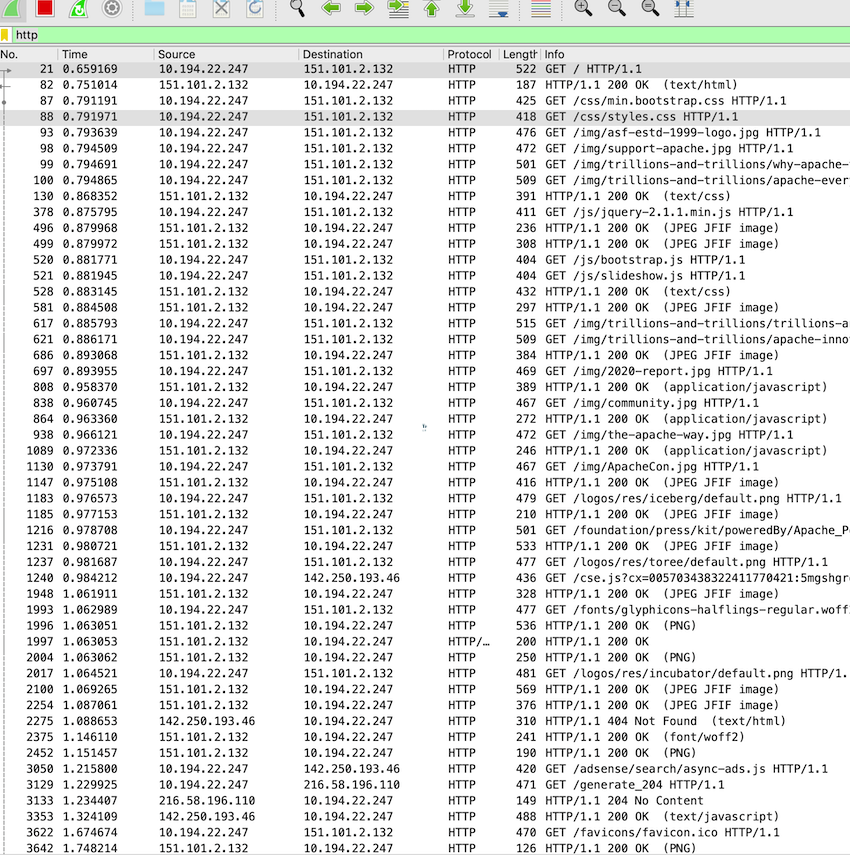 http
No. Time Source Destination Protocol Length Info
21 0.659169 10.194.22.247 151.101.2.132 HTTP 522 GET / HTTP/1.1
82 0.751014 151.101.2.132 10.194.22.247 HTTP 187 HTTP/1.1 200 OK (text/html)
87 0.791191 10.194.22.247 151.101.2.132 HTTP 425 GET /css/min.bootstrap.css HTTP/1.1
88 0.791971 10.194.22.247 151.101.2.132 HTTP 418 GET /css/styles.css HTTP/1.1
93 0.793639 10.194.22.247 151.101.2.132 HTTP 476 GET /img/asf-estd-1999-logo.jpg HTTP/1.1
98 0.794509 10.194.22.247 151.101.2.132 HTTP 472 GET /img/support-apache.jpg HTTP/1.1
99 0.794691 10.194.22.247 151.101.2.132 HTTP 501 GET /img/trillions-and-trillions/why-apache-
100 0.794865 10.194.22.247 151.101.2.132 HTTP 509 GET /img/trillions-and-trillions/apache-ever
130 0.868352 151.101.2.132 10.194.22.247 HTTP 391 HTTP/1.1 200 OK (text/css)
378 0.875795 10.194.22.247 151.101.2.132 HTTP 411 GET /js/jquery-2.1.1.min.js HTTP/1.1
496 0.879968 151.101.2.132 10.194.22.247 HTTP 236 HTTP/1.1 200 OK (JPEG JFIF image)
499 0.879972 151.101.2.132 10.194.22.247 HTTP 308 HTTP/1.1 200 OK (JPEG JFIF image)
520 0.881771 10.194.22.247 151.101.2.132 HTTP 404 GET /js/bootstrap.js HTTP/1.1
521 0.881945 10.194.22.247 151.101.2.132 HTTP 404 GET /js/slideshow.js HTTP/1.1
528 0.883145 151.101.2.132 10.194.22.247 HTTP 432 HTTP/1.1 200 OK (text/css)
581 0.884508 151.101.2.132 10.194.22.247 HTTP 297 HTTP/1.1 200 OK (JPEG JFIF image)
617 0.885793 10.194.22.247 151.101.2.132 HTTP 515 GET /img/trillions-and-trillions/trillions-a
621 0.886171 10.194.22.247 151.101.2.132 HTTP 509 GET /img/trillions-and-trillions/apache-inno
686 0.893068 151.101.2.132 10.194.22.247 HTTP 384 HTTP/1.1 200 OK (JPEG JFIF image)
697 0.893955 10.194.22.247 151.101.2.132 HTTP 469 GET /img/2020-report.jpg HTTP/1.1
808 0.958370 151.101.2.132 10.194.22.247 HTTP 389 HTTP/1.1 200 OK (application/javascript)
838 0.960745 10.194.22.247 151.101.2.132 HTTP 467 GET /img/community.jpg HTTP/1.1
864 0.963360 151.101.2.132 10.194.22.247 HTTP 272 HTTP/1.1 200 OK (application/javascript)
938 0.966121 10.194.22.247 151.101.2.132 HTTP 472 GET /img/the-apache-way.jpg HTTP/1.1
1089 0.972336 151.101.2.132 10.194.22.247 HTTP 246 HTTP/1.1 200 OK (application/javascript)
1130 0.973791 10.194.22.247 151.101.2.132 HTTP 467 GET /img/ApacheCon.jpg HTTP/1.1
1147 0.975108 151.101.2.132 10.194.22.247 HTTP 416 HTTP/1.1 200 OK (JPEG JFIF image)
1183 0.976573 10.194.22.247 151.101.2.132 HTTP 479 GET /logos/res/iceberg/default.png HTTP/1.1
1185 0.977153 151.101.2.132 10.194.22.247 HTTP 210 HTTP/1.1 200 OK (JPEG JFIF image)
1216 0.978708 10.194.22.247 151.101.2.132 HTTP 501 GET /foundation/press/kit/poweredBy/Apache_P
1231 0.980721 151.101.2.132 10.194.22.247 HTTP 533 HTTP/1.1 200 OK (JPEG JFIF image)
1237 0.981687 10.194.22.247 151.101.2.132 HTTP 477 GET /logos/res/toree/default.png HTTP/1.1
1240 0.984212 10.194.22.247 142.250.193.46 HTTP 436 GET /cse.js?cx=005703438322411770421:5mgshgr
1948 1.061911 151.101.2.132 10.194.22.247 HTTP 328 HTTP/1.1 200 OK (JPEG JFIF image)
1993 1.062989 10.194.22.247 151.101.2.132 HTTP 477 GET /fonts/glyphicons-halflings-regular.woff
1996 1.063051 151.101.2.132 10.194.22.247 HTTP 536 HTTP/1.1 200 OK (PNG)
1997 1.063053 151.101.2.132 10.194.22.247 HTTP/… 200 HTTP/1.1 200 OK
2004 1.063062 151.101.2.132 10.194.22.247 HTTP 250 HTTP/1.1 200 OK (PNG)
2017 1.064521 10.194.22.247 151.101.2.132 HTTP 481 GET /logos/res/incubator/default.png HTTP/1.
2100 1.069265 151.101.2.132 10.194.22.247 HTTP 569 HTTP/1.1 200 OK (JPEG JFIF image)
2254 1.087061 151.101.2.132 10.194.22.247 HTTP 376 HTTP/1.1 200 OK (JPEG JFIF image)
2275 1.088653 142.250.193.46 10.194.22.247 HTTP 310 HTTP/1.1 404 Not Found (text/html)
2375 1.146110 151.101.2.132 10.194.22.247 HTTP 241 HTTP/1.1 200 OK (font/woff2)
2452 1.151457 151.101.2.132 10.194.22.247 HTTP 190 HTTP/1.1 200 OK (PNG)
3050 1.215800 10.194.22.247 142.250.193.46 HTTP 420 GET /adsense/search/async-ads.js HTTP/1.1
3129 1.229925 10.194.22.247 216.58.196.110 HTTP 471 GET /generate_204 HTTP/1.1
3133 1.234407 216.58.196.110 10.194.22.247 HTTP 149 HTTP/1.1 204 No Content
3353 1.324109 142.250.193.46 10.194.22.247 HTTP 488 HTTP/1.1 200 OK (text/javascript)
3622 1.674674 10.194.22.247 151.101.2.132 HTTP 470 GET /favicons/favicon.ico HTTP/1.1
3642 1.748214 151.101.2.132 10.194.22.247 HTTP 126 HTTP/1.1 200 OK (PNG)